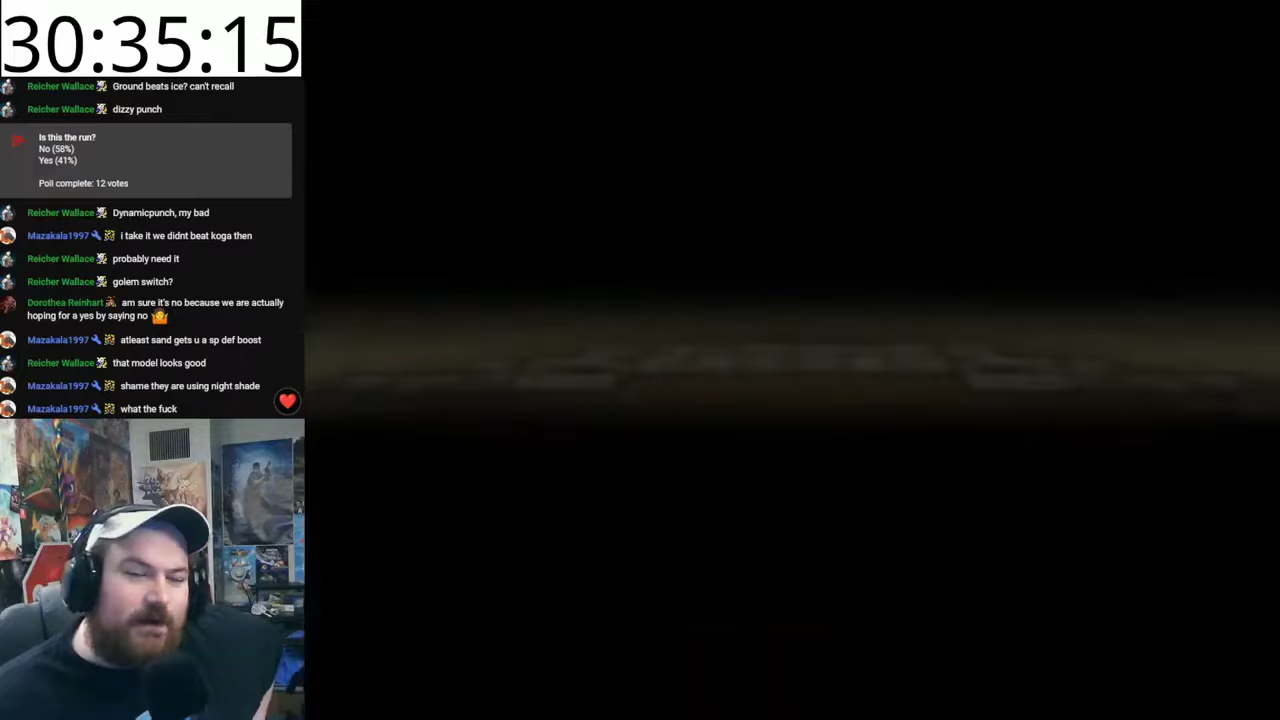 30:35:15
Reicher Wallace Ground beats ice? can't recall
Reicher Wallace dizzy punch
Is this the run?
No (58%)
Yes (41%)
Poll complete: 12 votes
Reicher Wallace Dynamicpunch, my bad
Mazakala1997 i take it we didnt beat koga then
Reicher Wallace probably need it
Reicher Wallace golem switch?
Dorothea Reinhart am sure it's no because we are actually
hoping for a yes by saying no
Mazakala1997 atleast sand gets u a sp def boost
Reicher Wallace that model looks good
Mazakala1997 shame they are using night shade
Mazakala1997 what the fuck